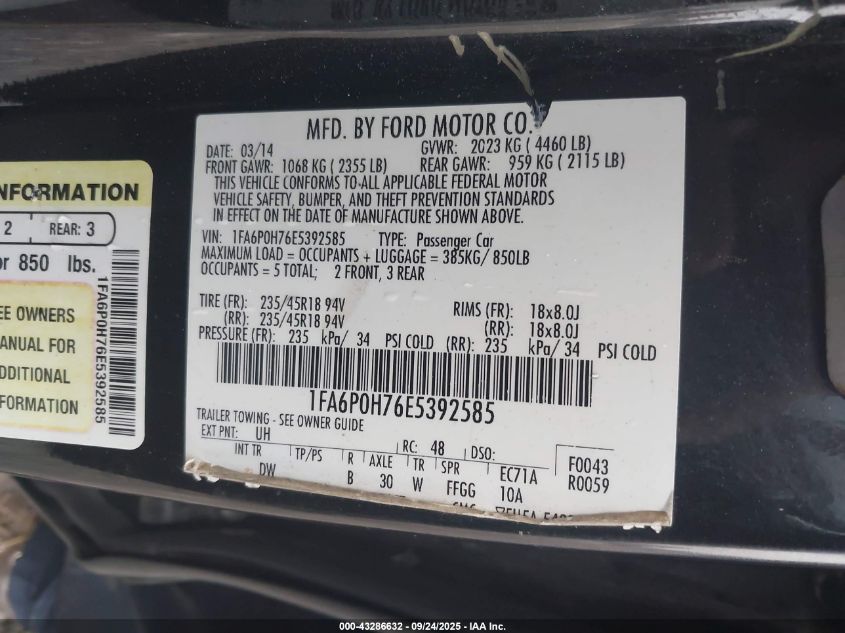 MFD. BY FORD MOTOR CO.
DATE: 03/14 GVWR: 2023 KG ( 4460 LB)
FRONT GAWR: 1068 KG ( 2355 LB) REAR GAWR: 959 KG ( 2115 LB)
THIS VEHICLE CONFORMS TO ALL APPLICABLE FEDERAL MOTOR
VEHICLE SAFETY, BUMPER, AND THEFT PREVENTION STANDARDS
IN EFFECT ON THE DATE OF MANUFACTURE SHOWN ABOVE.
VIN: 1FA6P0H76E5392585 TYPE: Passenger Car
MAXIMUM LOAD = OCCUPANTS + LUGGAGE = 385KG/ 850LB
OCCUPANTS = 5 TOTAL; 2 FRONT, 3 REAR
TIRE (FR): 235/45R18 94V RIMS (FR): 18x8.0J
(RR): 235/45R18 94V (RR): 18x8.0J
PRESSURE (FR): 235 kPa/ 34 PSI COLD (RR): 235 kPa/ 34 PSI COLD
1FA6P0H76E5392585
TRAILER TOWING - SEE OWNER GUIDE
EXT PNT: UH RC: 48 DSO:
INT TR TP/PS R AXLE TR SPR EC71A F0043
DW B 30 W FFGG 10A R0059
NFORMATION
2 REAR: 3
or 850 lbs.
EE OWNERS
ANUAL FOR
DDITIONAL
FORMATION
1FA6P0H76E5392585
000-43286632 - 09/24/2025 - IAA Inc.